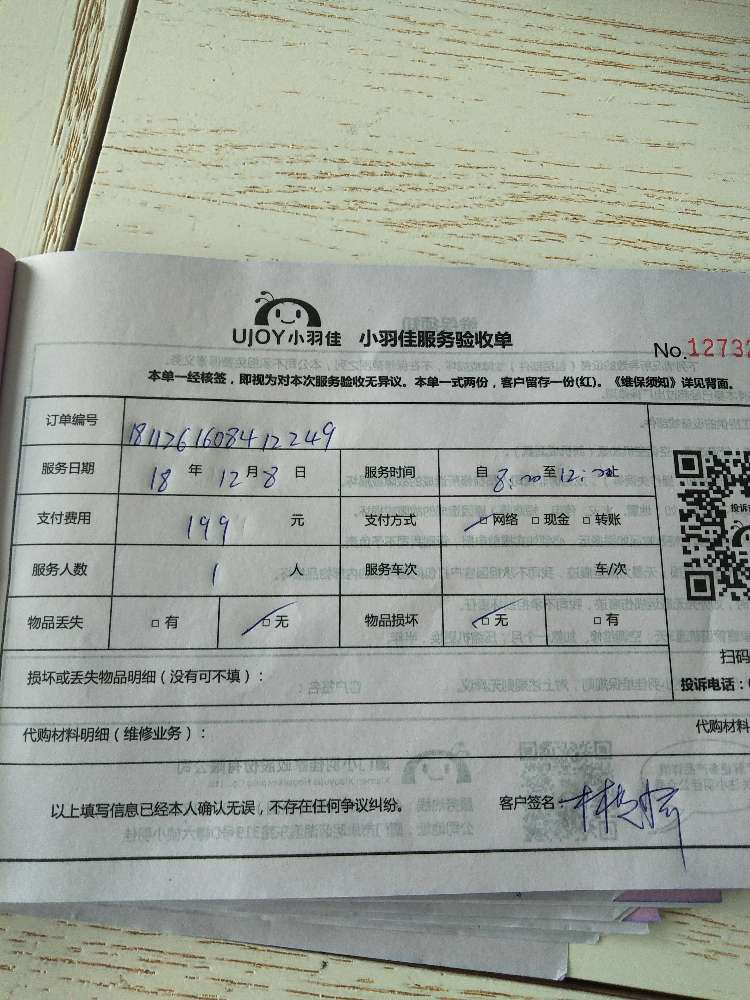 UJOY小羽佳 小羽佳服务验收单
No.12732
本单一经核签，即视为对本次服务验收无异议。本单一式两份，客户留存一份(红)。《维保须知》详见背面。
订单编号 181126160841 2249
服务日期 18 年 12 月 8 日 服务时间 自 8:00 至 12:00 止
支付费用 199 元 支付方式 □ 网络 □ 现金 □ 转账
投诉
服务人数 1 人 服务车次 车/次
物品丢失 □ 有 □ 无 物品损坏 □ 无 □ 有
扫码
损坏或丢失物品明细（没有可不填）： 投诉电话：
代购材料明细（维修业务）： 代购材料
以上填写信息已经本人确认无误，不存在任何争议纠纷。 客户签名